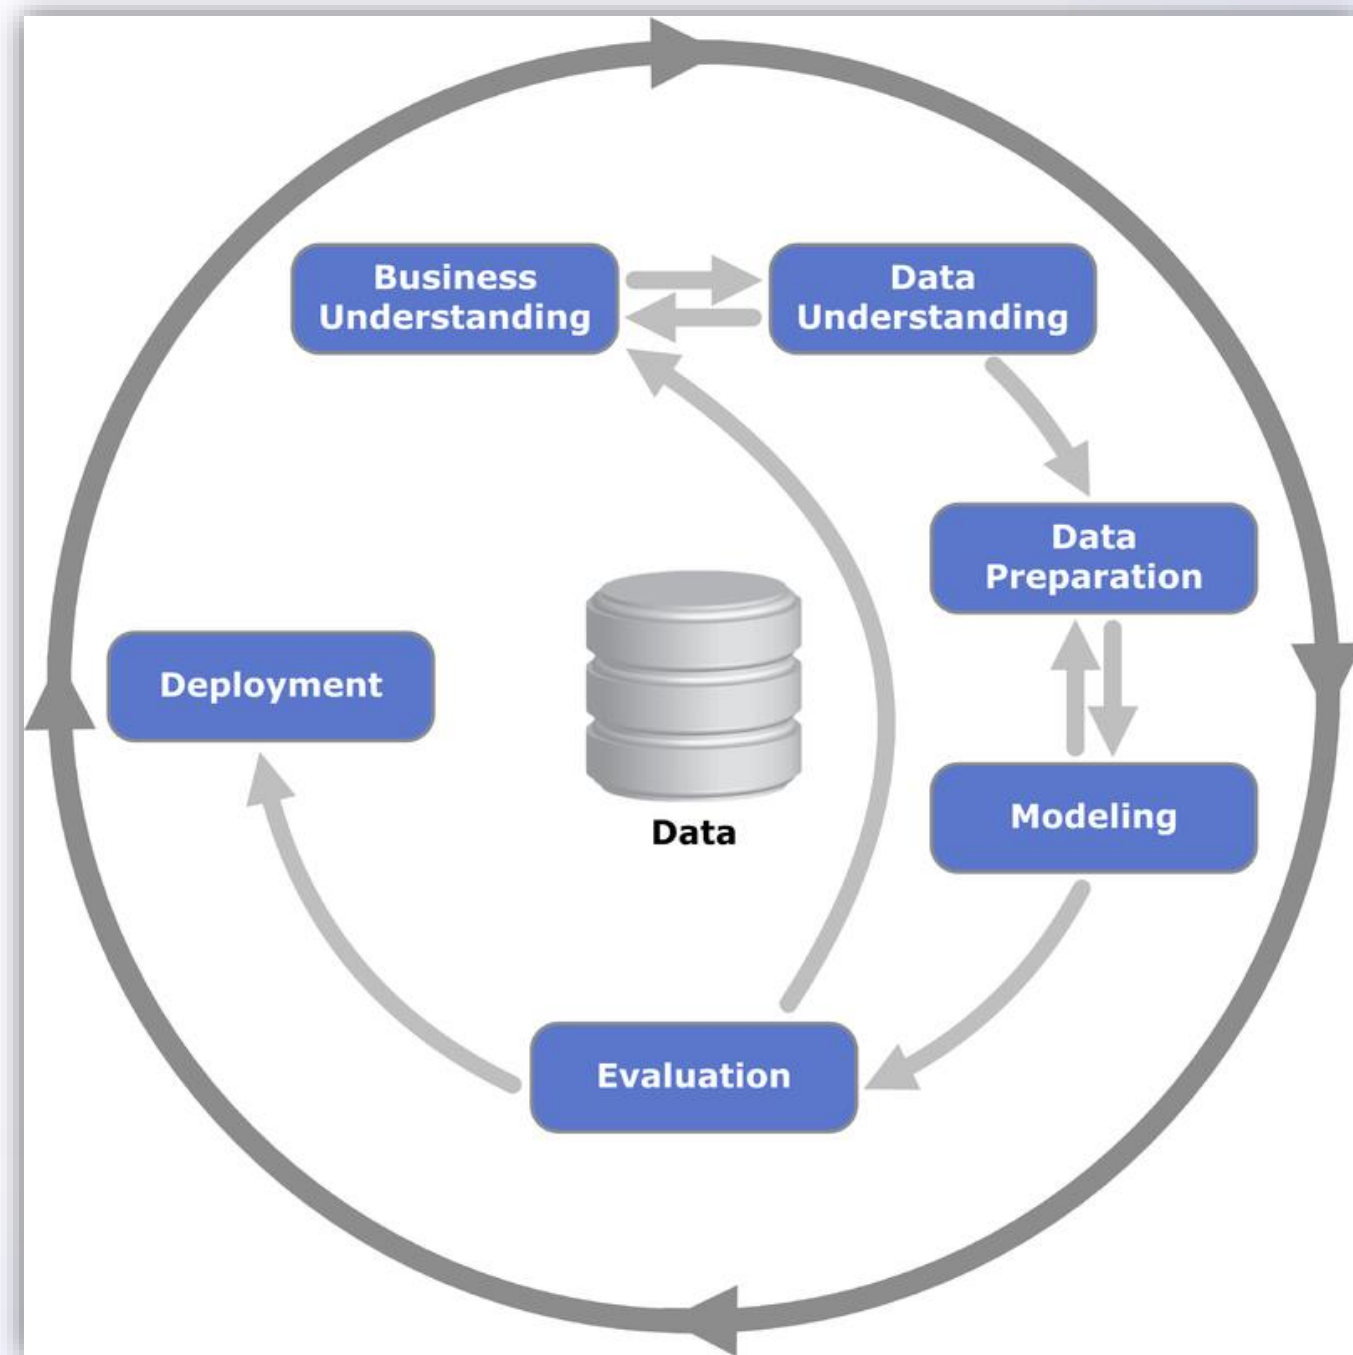 Business
Understanding
Data
Understanding
Data
Preparation
Deployment
Modeling
Data
Evaluation